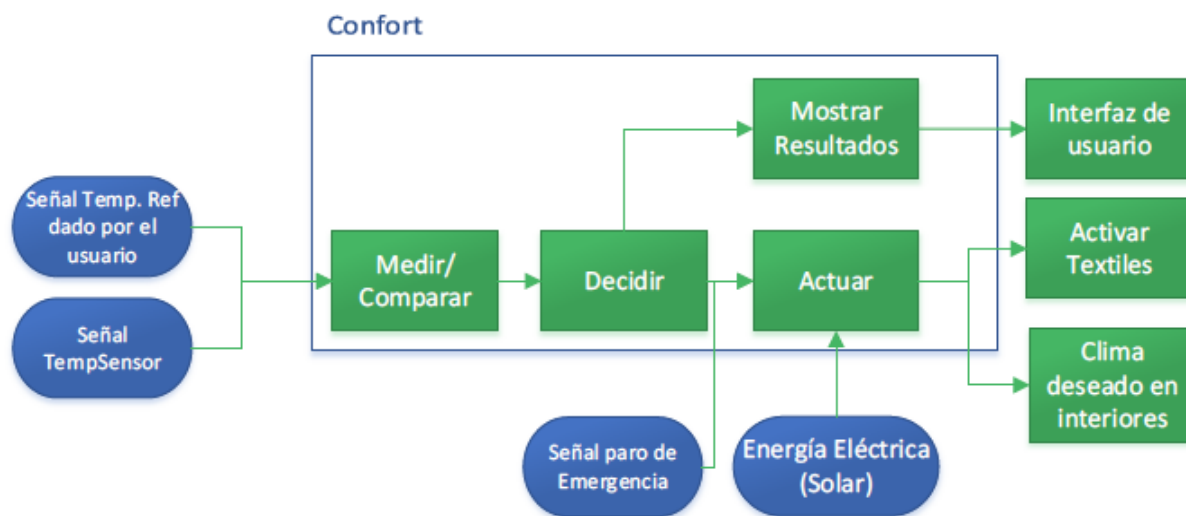 Confort
Mostrar
Resultados
Interfaz de
usuario
Señal Temp. Ref
dado por el
usuario
Medir/
Comparar
Decidir
Actuar
Activar
Textiles
Señal
TempSensor
Clima
deseado en
interiores
Señal paro de
Emergencia
Energía Eléctrica
(Solar)